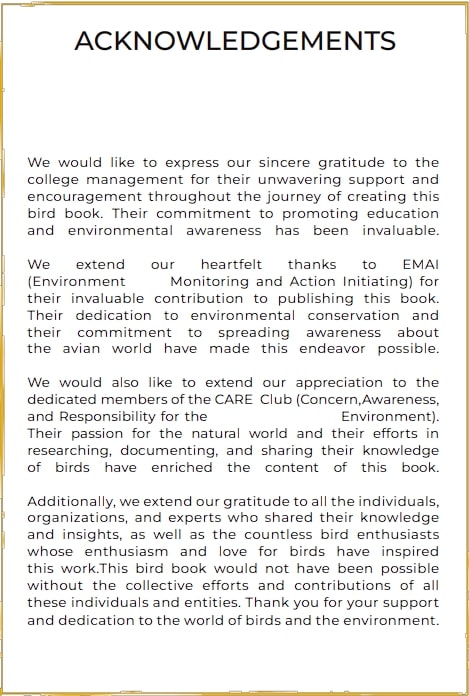 ACKNOWLEDGEMENTS
We would like to express our sincere gratitude to the
college management for their unwavering support and
encouragement throughout the journey of creating this
bird book. Their commitment to promoting education
and environmental awareness has been invaluable.
We extend our heartfelt thanks to EMAI
(Environment Monitoring and Action Initiating) for
their invaluable contribution to publishing this book.
Their dedication to environmental conservation and
their commitment to spreading awareness about
the avian world have made this endeavor possible.
We would also like to extend our appreciation to the
dedicated members of the CARE Club (Concern,Awareness,
and Responsibility for the Environment).
Their passion for the natural world and their efforts in
researching, documenting, and sharing their knowledge
of birds have enriched the content of this book.
Additionally, we extend our gratitude to all the individuals,
organizations, and experts who shared their knowledge
and insights, as well as the countless bird enthusiasts
whose enthusiasm and love for birds have inspired
this work.This bird book would not have been possible
without the collective efforts and contributions of all
these individuals and entities. Thank you for your support
and dedication to the world of birds and the environment.